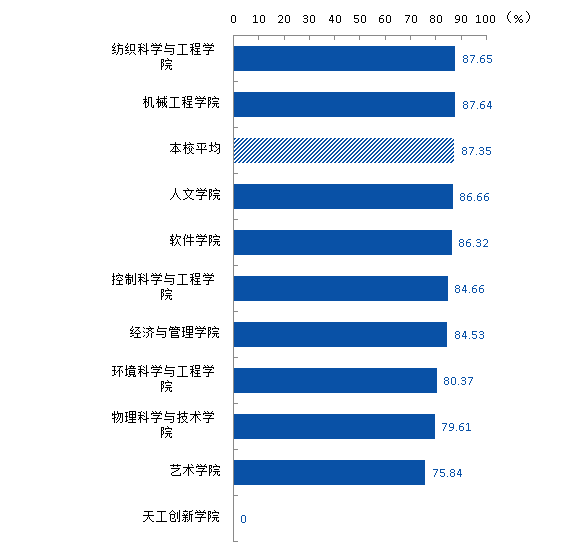 0 10 20 30 40 50 60 70 80 90 100 (%)
纺织科学与工程学
院
87.65
机械工程学院 87.64
本校平均 87.35
人文学院 86.66
软件学院 86.32
控制科学与工程学
院
84.66
经济与管理学院 84.53
环境科学与工程学
院
80.37
物理科学与技术学
院
79.61
艺术学院 75.84
天工创新学院 0